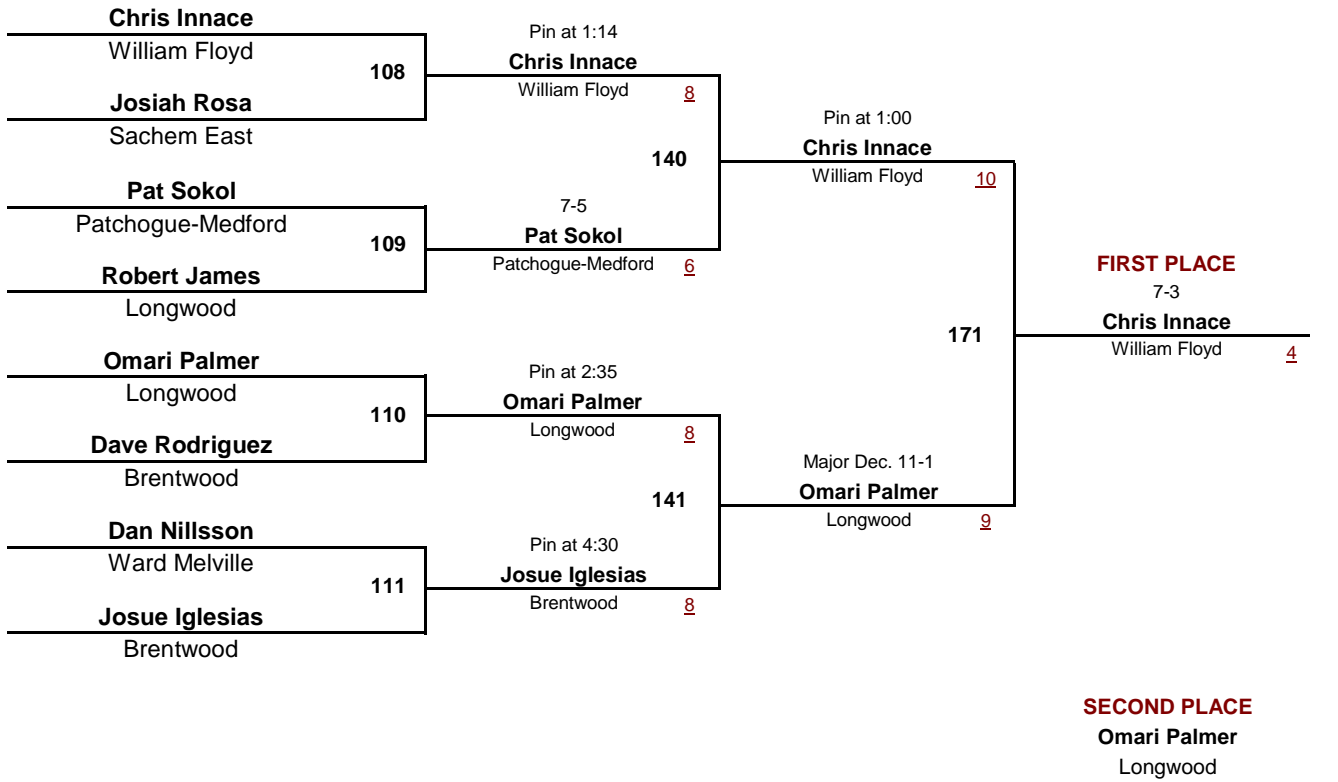 Chris Innace
William Floyd
108
Josiah Rosa
Sachem East
Pat Sokol
Patchogue-Medford
109
Robert James
Longwood
Omari Palmer
Longwood
110
Dave Rodriguez
Brentwood
Dan Nillsson
Ward Melville
111
Josue Iglesias
Brentwood
Pin at 1:14
Chris Innace
William Floyd 8
140
7-5
Pat Sokol
Patchogue-Medford 6
Pin at 2:35
Omari Palmer
Longwood 8
141
Pin at 4:30
Josue Iglesias
Brentwood 8
Pin at 1:00
Chris Innace
William Floyd 10
171
Major Dec. 11-1
Omari Palmer
Longwood 9
FIRST PLACE
7-3
Chris Innace
William Floyd 4
SECOND PLACE
Omari Palmer
Longwood